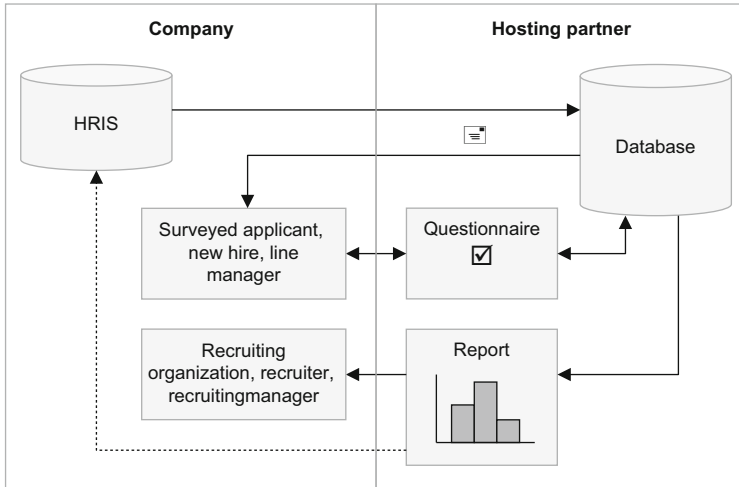 Company
Hosting partner
HRIS
Database
Surveyed applicant,
new hire, line
manager
Questionnaire
Recruiting
organization, recruiter,
recruitingmanager
Report